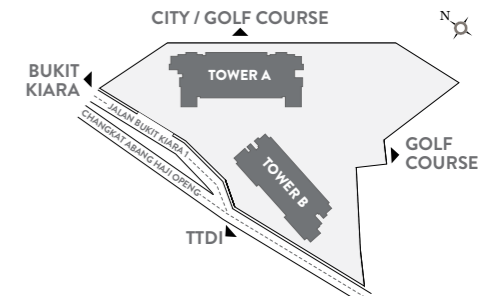 CITY / GOLF COURSE
N
BUKIT
KIARA
TOWER A
JALAN BUKIT KIARA 1
CHANGKAT ABANG HAJI OPENG
GOLF
COURSE
TOWER B
TTDI